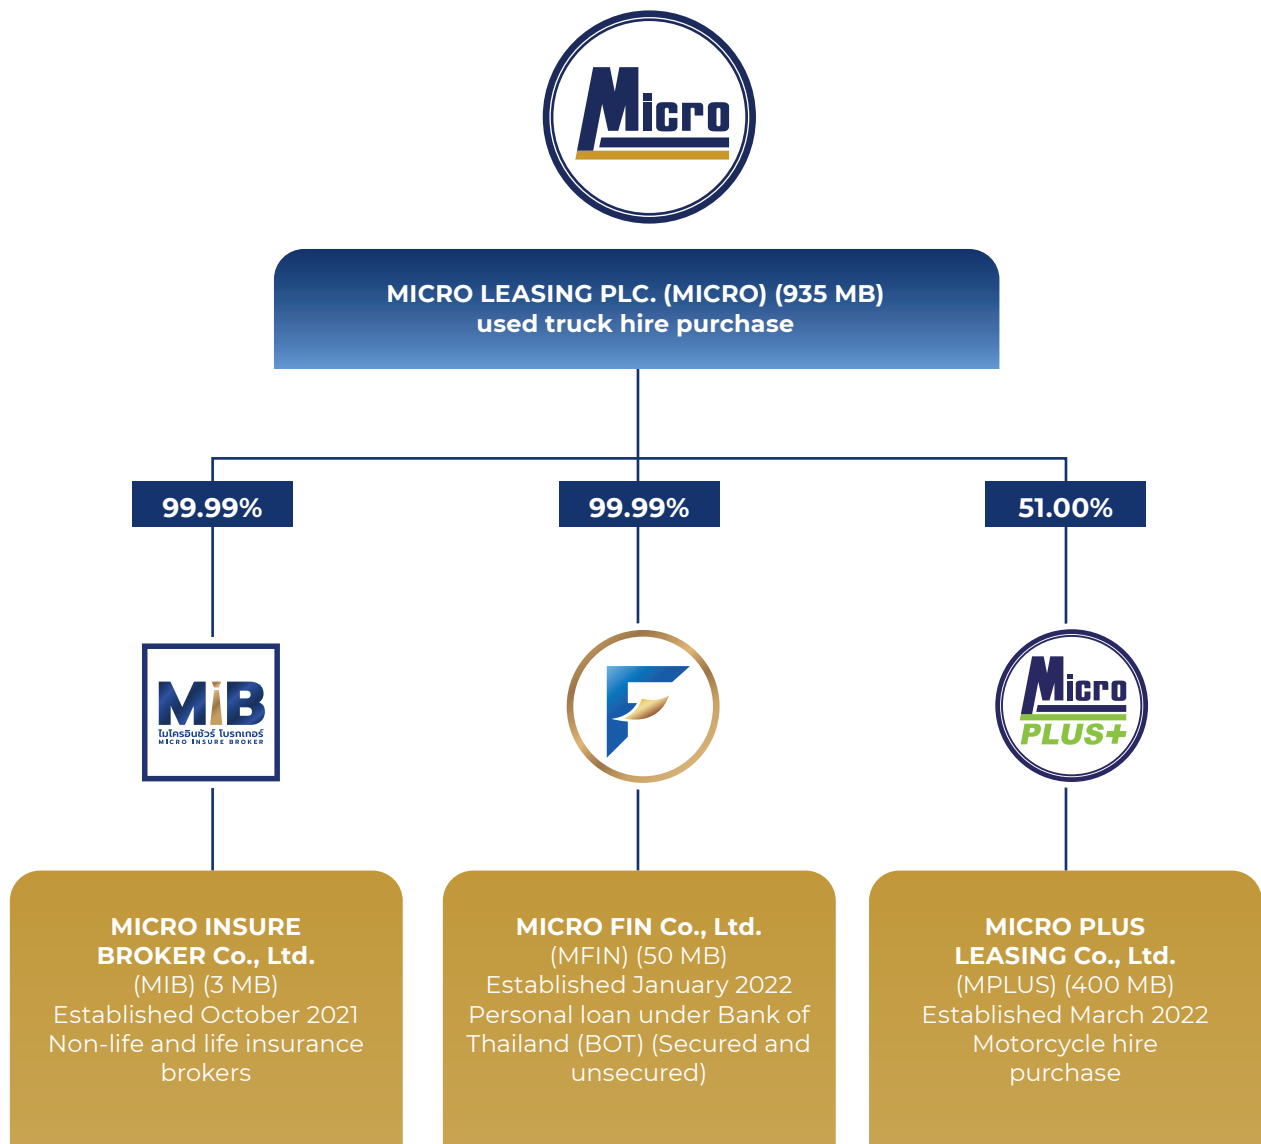 Micro
MICRO LEASING PLC. (MICRO) (935 MB)
used truck hire purchase
99.99%
99.99%
51.00%
MiB
ไมโครอินชัวร์ โบรกเกอร์
MICRO INSURE BROKER
F
Micro
PLUS+
MICRO INSURE
BROKER Co., Ltd.
(MIB) (3 MB)
Established October 2021
Non-life and life insurance
brokers
MICRO FIN Co., Ltd.
(MFIN) (50 MB)
Established January 2022
Personal loan under Bank of
Thailand (BOT) (Secured and
unsecured)
MICRO PLUS
LEASING Co., Ltd.
(MPLUS) (400 MB)
Established March 2022
Motorcycle hire
purchase